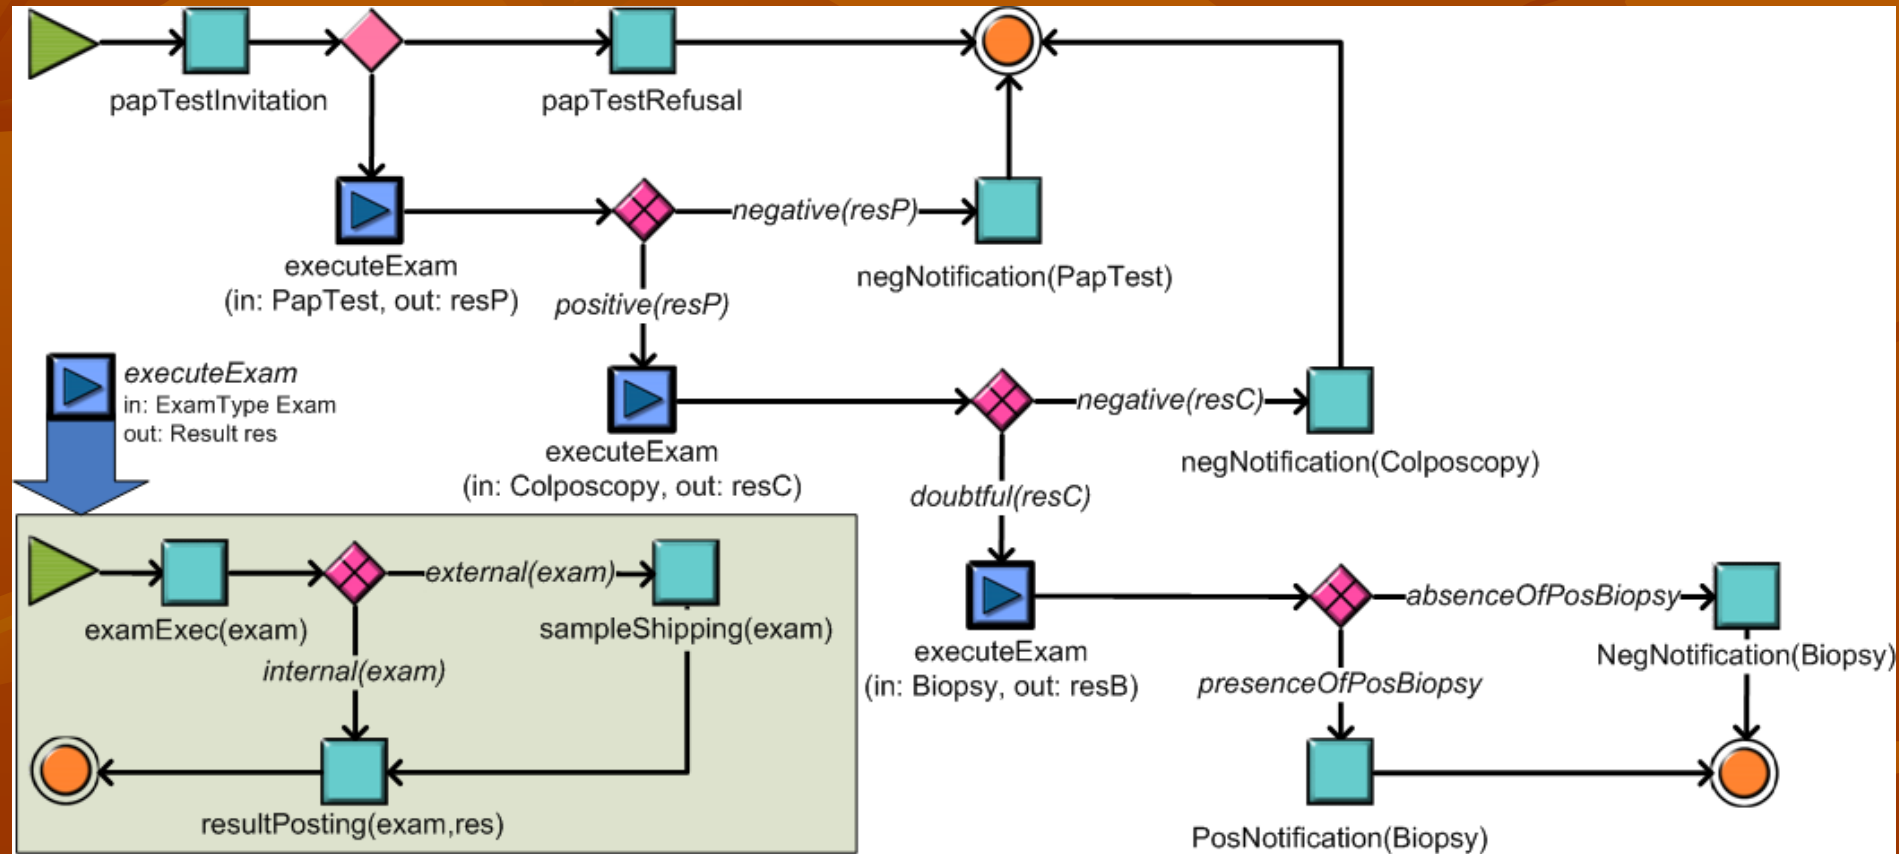 papTestInvitation
papTestRefusal
negative(resP)
executeExam
(in: PapTest, out: resP)
negNotification(PapTest)
positive(resP)
executeExam
in: ExamType Exam
out: Result res
executeExam
(in: Colposcopy, out: resC)
negative(resC)
negNotification(Colposcopy)
doubtful(resC)
examExec(exam)
external(exam)
sampleShipping(exam)
internal(exam)
resultPosting(exam,res)
executeExam
(in: Biopsy, out: resB)
absenceOfPosBiopsy
NegNotification(Biopsy)
presenceOfPosBiopsy
PosNotification(Biopsy)